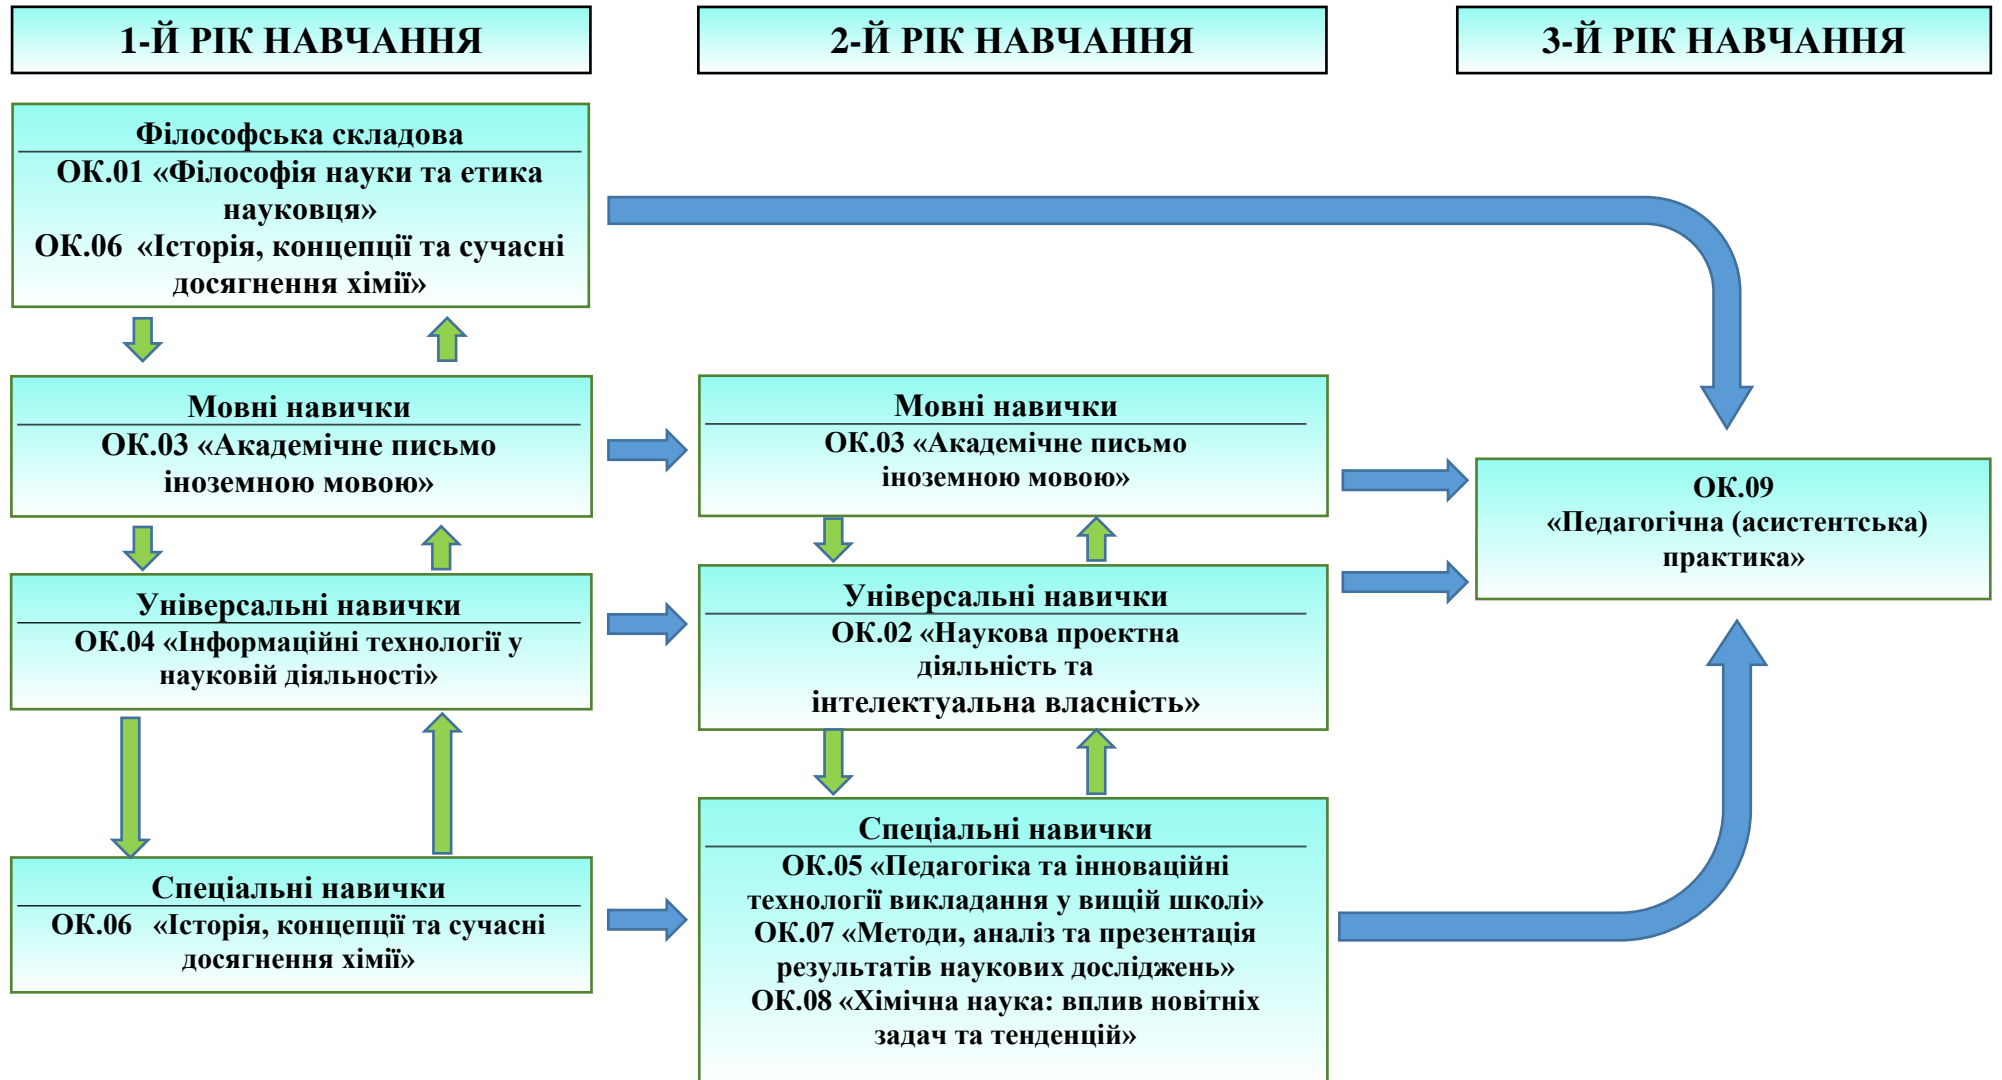 1-Й РІК НАВЧАННЯ
2-Й РІК НАВЧАННЯ
3-Й РІК НАВЧАННЯ
Філософська складова
ОК.01 «Філософія науки та етика
науковця»
ОК.06 «Історія, концепції та сучасні
досягнення хімії»
Мовні навички
ОК.03 «Академічне письмо
іноземною мовою»
Універсальні навички
ОК.04 «Інформаційні технології у
науковій діяльності»
Спеціальні навички
ОК.06 «Історія, концепції та сучасні
досягнення хімії»
Мовні навички
ОК.03 «Академічне письмо
іноземною мовою»
Універсальні навички
ОК.02 «Наукова проектна
діяльність та
інтелектуальна власність»
Спеціальні навички
ОК.05 «Педагогіка та інноваційні
технології викладання у вищій школі»
ОК.07 «Методи, аналіз та презентація
результатів наукових досліджень»
ОК.08 «Хімічна наука: вплив новітніх
задач та тенденцій»
ОК.09
«Педагогічна (асистентська)
практика»